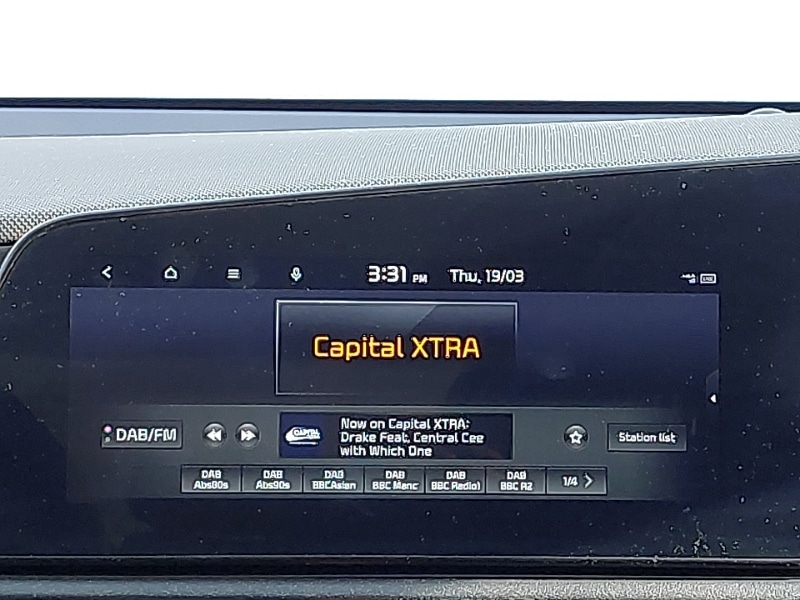 3:31 PM Thu, 19/03
Capital XTRA
DAB/FM
CAPITAL
Now on Capital XTRA:
Drake Feat. Central Cee
with Which One
Station list
DAB DAB DAB DAB DAB DAB
Abs80s Abs90s BBCAsian BBC Manc BBC Radio1 BBC R2
1/4